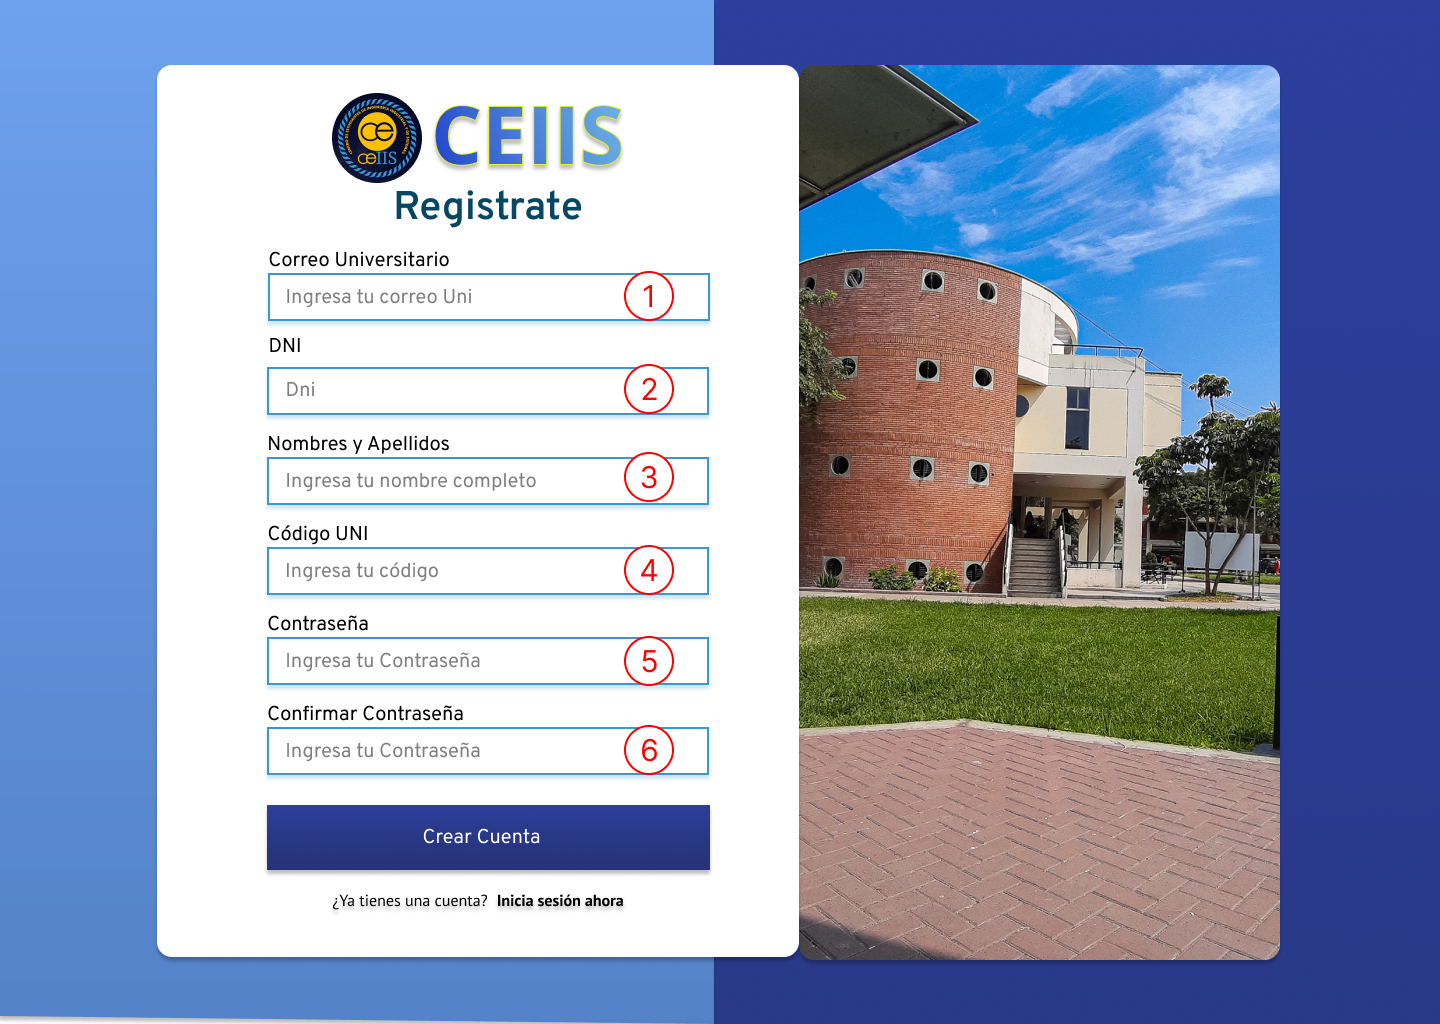 ce
ceIIS
CEIIS
Registrate
Correo Universitario
Ingresa tu correo Uni
1
DNI
Dni
2
Nombres y Apellidos
Ingresa tu nombre completo
3
Código UNI
Ingresa tu código
4
Contraseña
Ingresa tu Contraseña
5
Confirmar Contraseña
Ingresa tu Contraseña
6
Crear Cuenta
¿Ya tienes una cuenta? Inicia sesión ahora